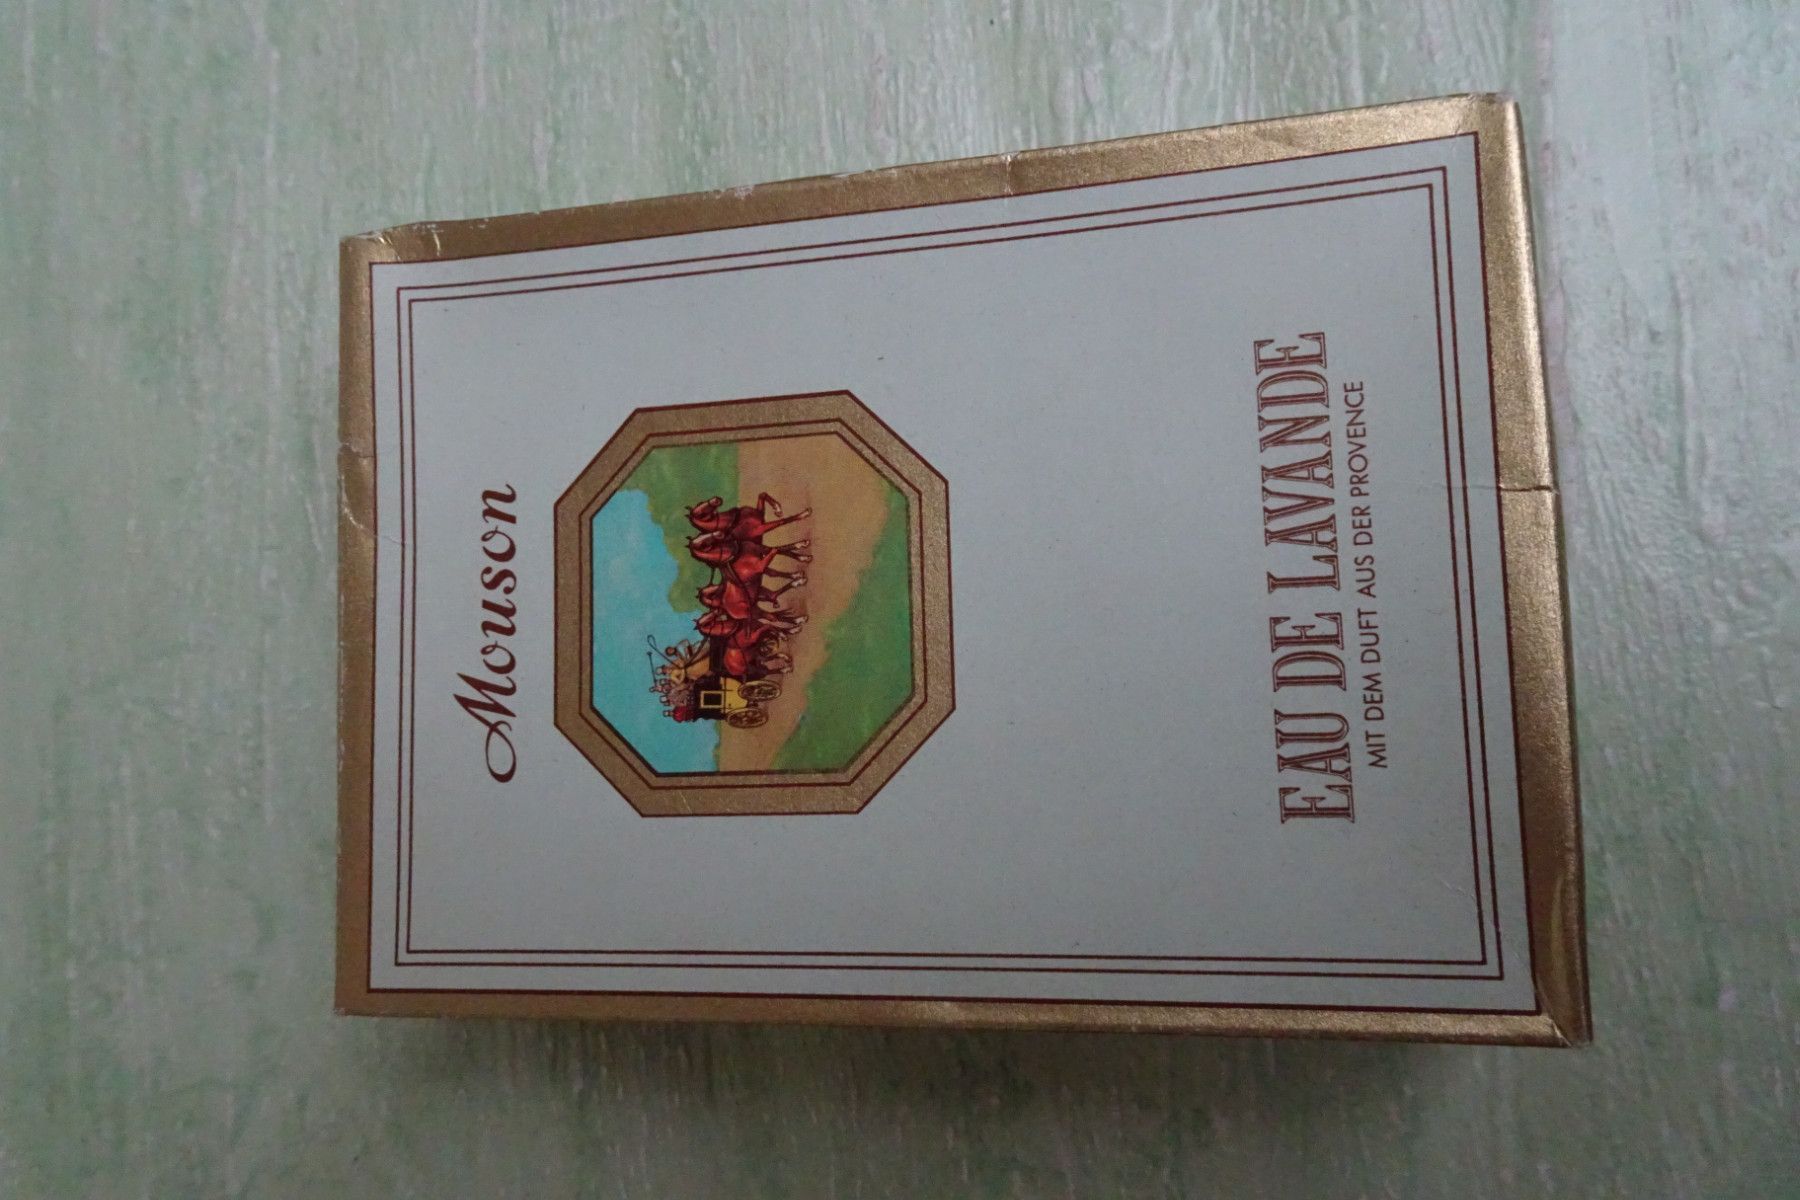 Mouson
EAU DE LAVANDE
MIT DEM DUFT AUS DER PROVENCE